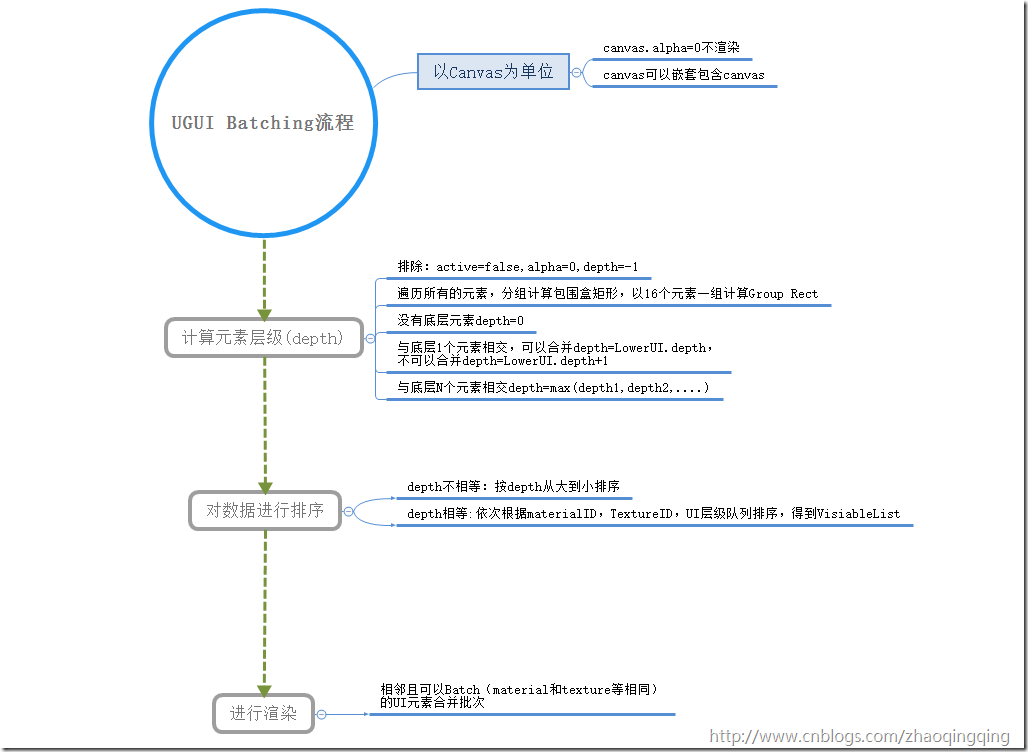 UGUI Batching流程
以Canvas为单位
canvas.alpha=0不渲染
canvas可以嵌套包含canvas
计算元素层级(depth)
排除: active=false,alpha=0,depth=-1
遍历所有的元素，分组计算包围盒矩形，以16个元素一组计算Group Rect
没有底层元素depth=0
与底层1个元素相交，可以合并depth=LowerUI.depth，
不可以合并depth=LowerUI.depth+1
与底层N个元素相交depth=max(depth1,depth2,....)
对数据进行排序
depth不相等: 按depth从大到小排序
depth相等:依次根据materialID，TextureID，UI层级队列排序，得到VisiableList
进行渲染
相邻且可以Batch（material和texture等相同）
的UI元素合并批次
http://www.cnblogs.com/zhaoqingqing